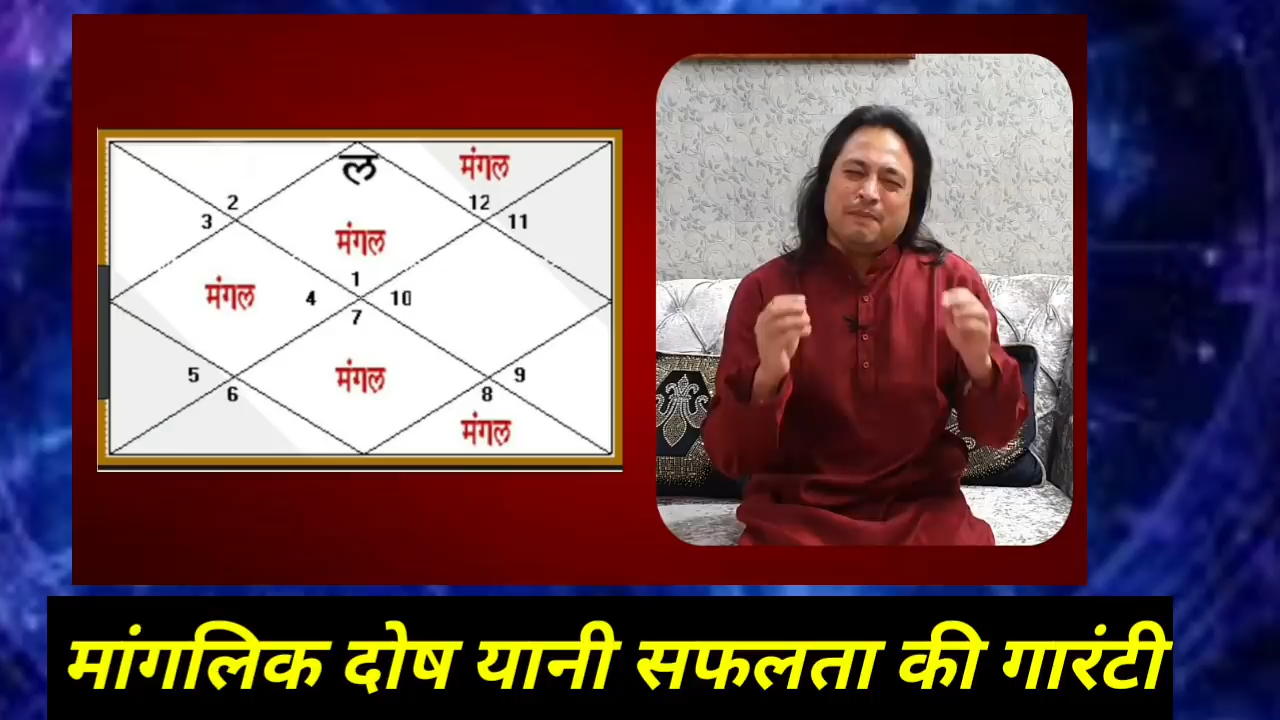 ल
मंगल
2
12
3
11
मंगल
1
मंगल
4
10
7
5
मंगल
9
6
8
मंगल
मांगलिक दोष यानी सफलता की गारंटी